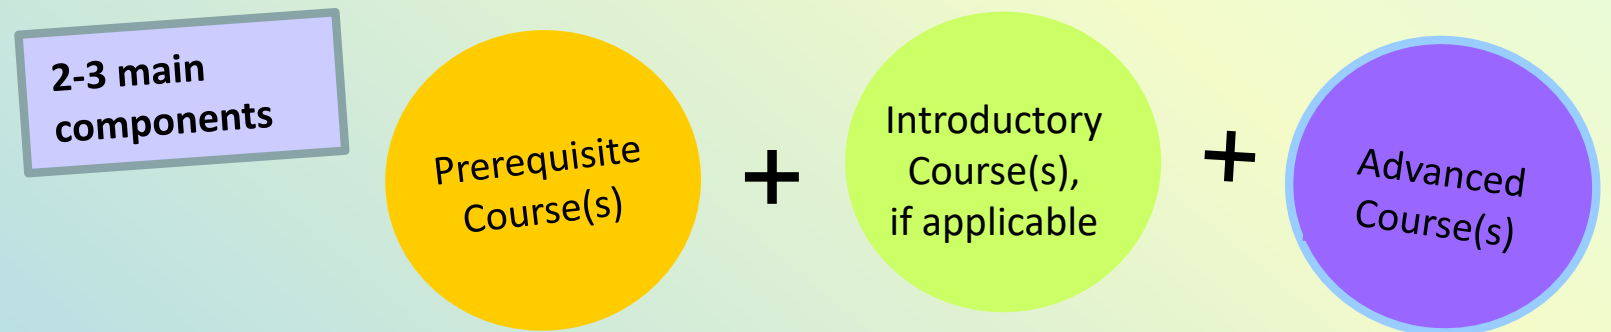 2-3 main
components
Prerequisite
Course(s)
+
Introductory
Course(s),
if applicable
+
Advanced
Course(s)